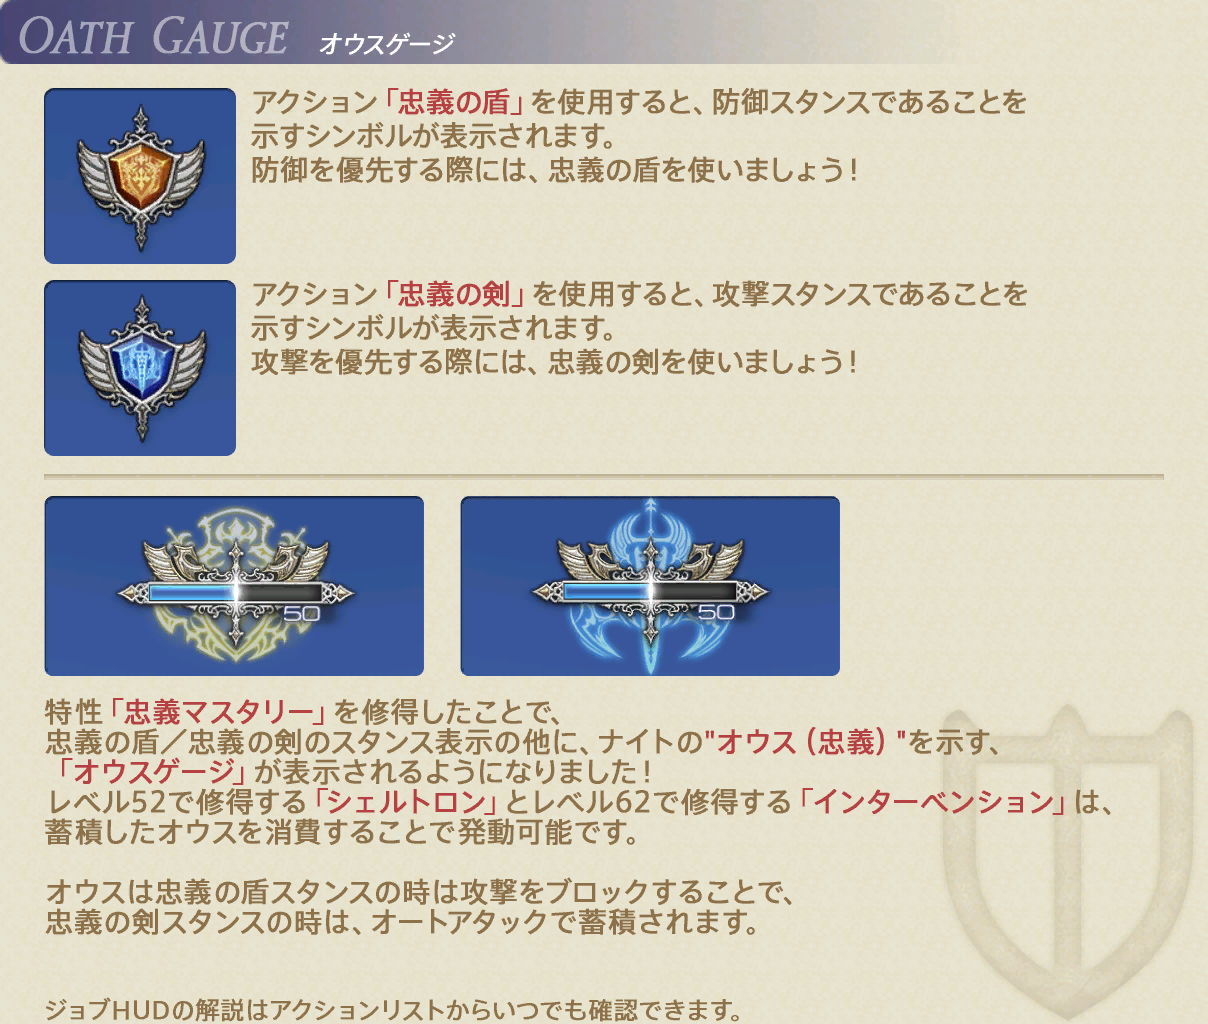 OATH GAUGE オウスゲージ
アクション「忠義の盾」を使用すると、防御スタンスであることを
示すシンボルが表示されます。
防御を優先する際には、忠義の盾を使いましょう！
アクション「忠義の剣」を使用すると、攻撃スタンスであることを
示すシンボルが表示されます。
攻撃を優先する際には、忠義の剣を使いましょう！
50
50
特性「忠義マスタリー」を修得したことで、
忠義の盾／忠義の剣のスタンス表示の他に、ナイトの"オウス（忠義）"を示す、
「オウスゲージ」が表示されるようになりました！
レベル52で修得する「シェルトロン」とレベル62で修得する「インターベンション」は、
蓄積したオウスを消費することで発動可能です。
オウスは忠義の盾スタンスの時は攻撃をブロックすることで、
忠義の剣スタンスの時は、オートアタックで蓄積されます。
ジョブHUDの解説はアクションリストからいつでも確認できます。